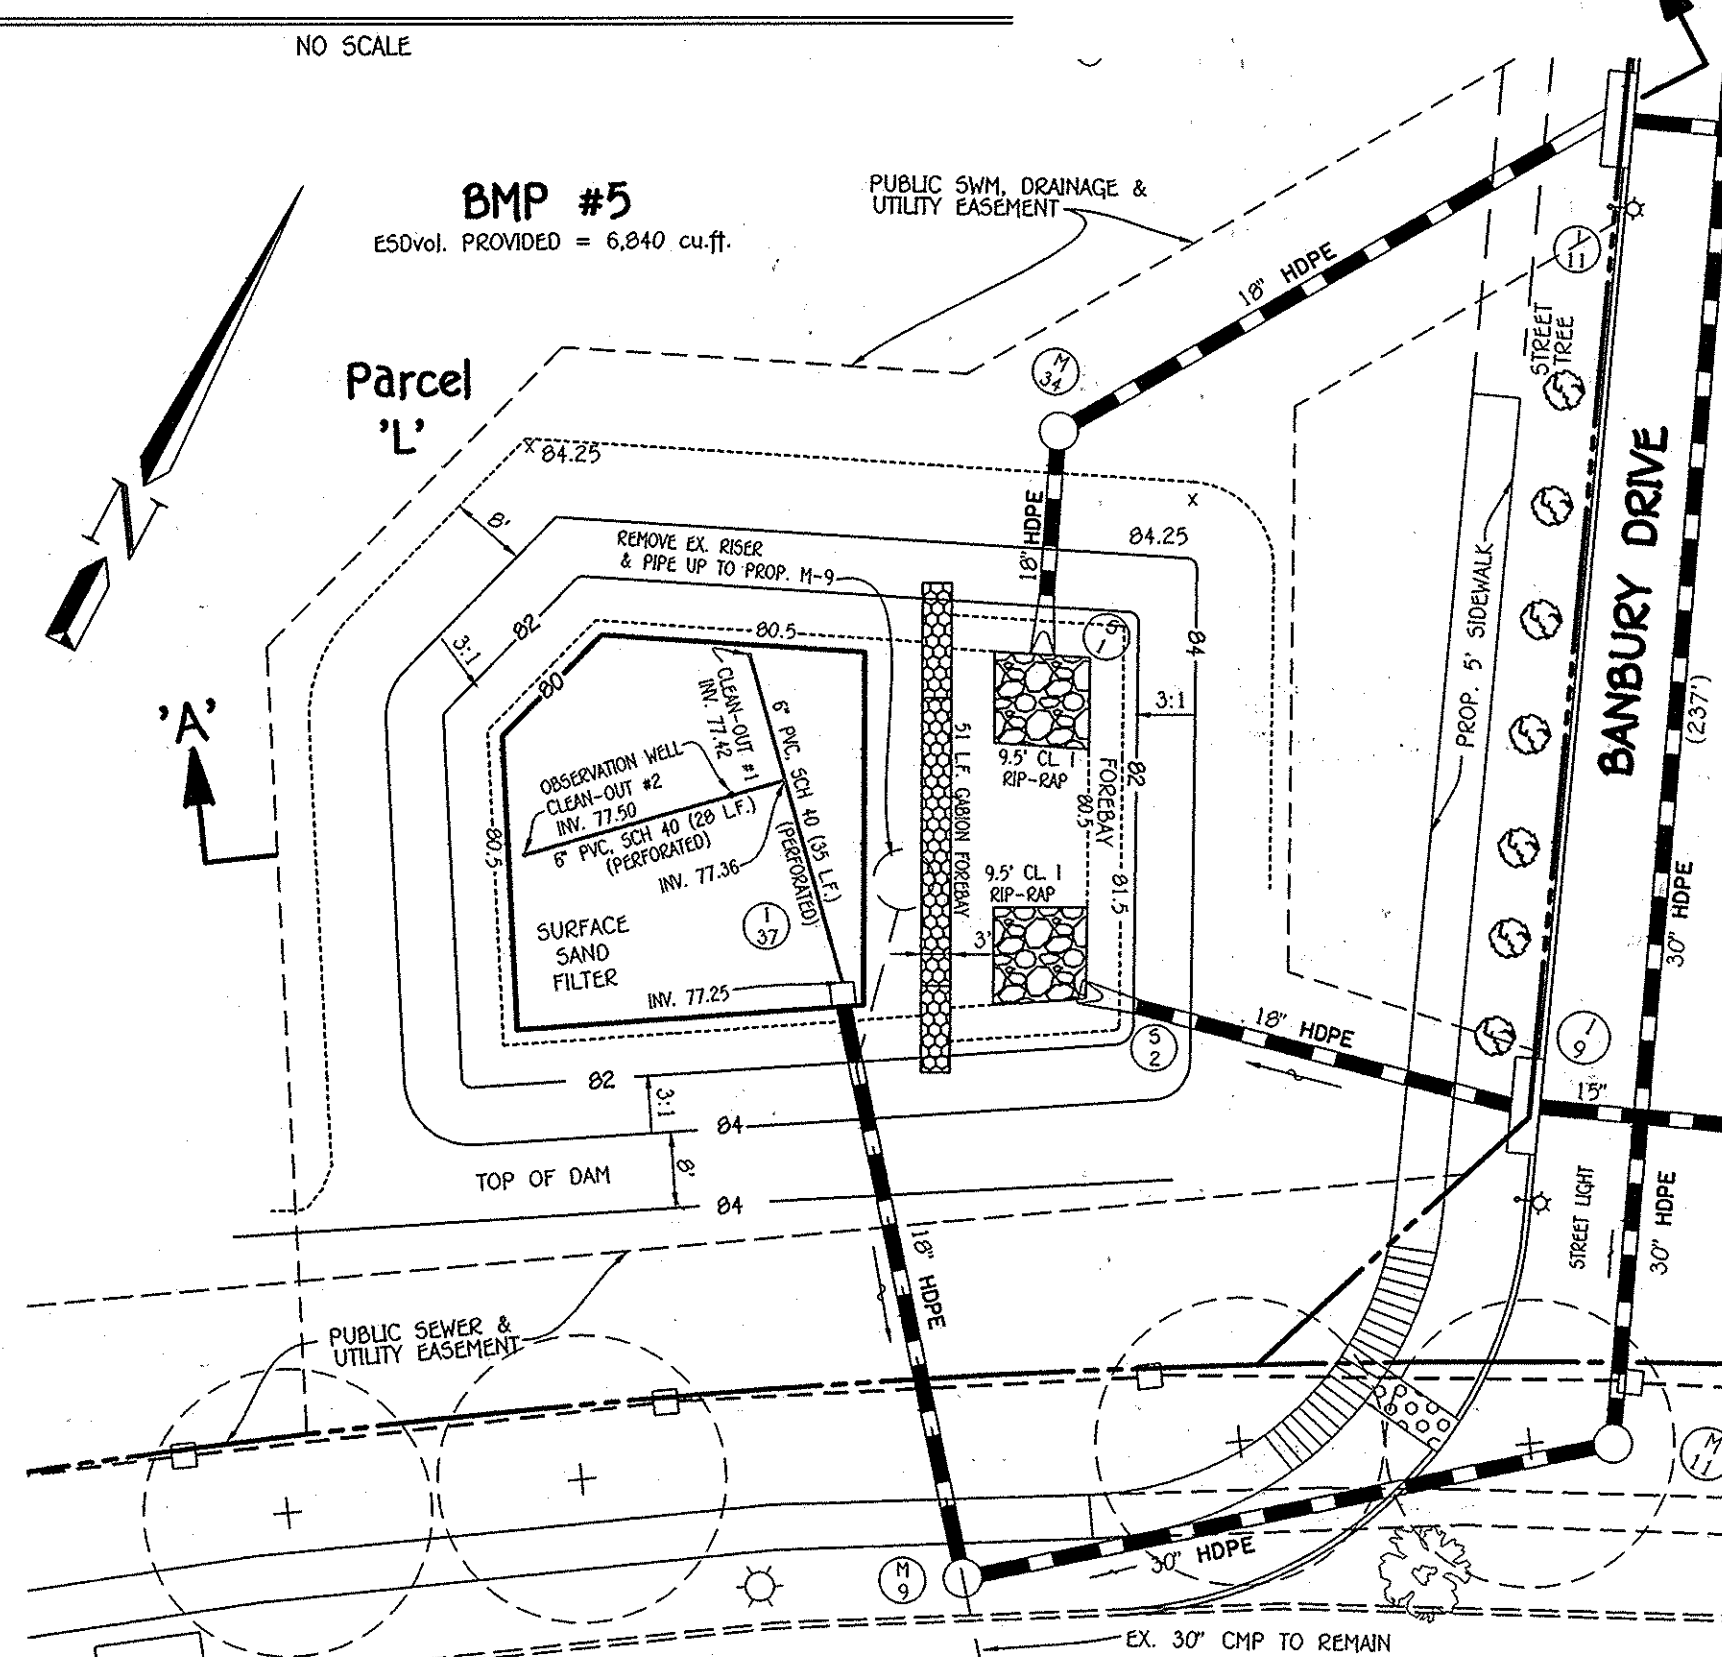 NO SCALE
BMP #5
ESDvol. PROVIDED = 6,840 cu.ft.
PUBLIC SWM, DRAINAGE &
UTILITY EASEMENT
18" HDPE
I
11
STREET
TREE
Parcel
'L'
M
34
N
X 84.25
X
84.25
8'
REMOVE EX. RISER
& PIPE UP TO PROP. M-9
18" HDPE
82
3:1
80.5
80
S
1
84
3:1
'A'
CLEAN-OUT #1
INV. 77.42
6" PVC, SCH 40 (35 L.F.)
(PERFORATED)
OBSERVATION WELL
CLEAN-OUT #2
INV. 77.50
6" PVC, SCH 40 (28 L.F.)
(PERFORATED)
INV. 77.36
80.5
51 L.F. GABION FOREBAY
9.5' CL. I
RIP-RAP
FOREBAY
80.5
82
81.5
9.5' CL. I
RIP-RAP
3'
I
37
SURFACE
SAND
FILTER
INV. 77.25
PROP. 5' SIDEWALK
BANBURY DRIVE
(237')
30" HDPE
18" HDPE
S
2
I
9
15"
82
3:1
84
8'
TOP OF DAM
84
18" HDPE
STREET LIGHT
30" HDPE
PUBLIC SEWER &
UTILITY EASEMENT
M
11
M
9
30" HDPE
EX. 30" CMP TO REMAIN